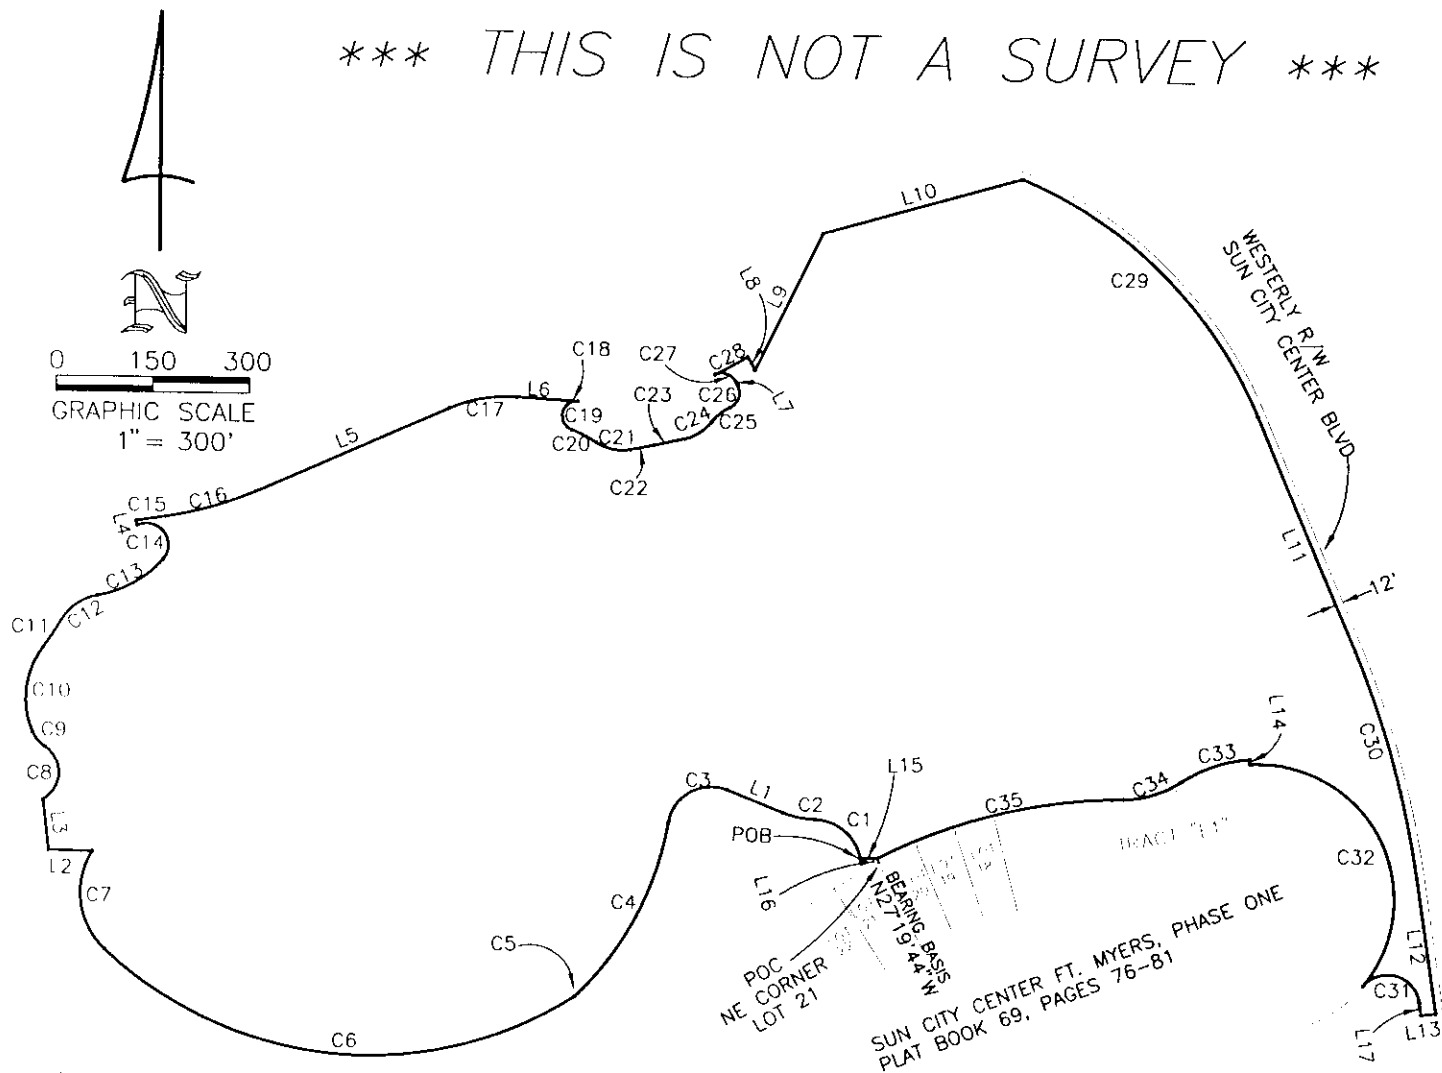 *** THIS IS NOT A SURVEY ***
N
0 150 300
GRAPHIC SCALE
1"= 300'
L10
C29
WESTERLY R/W
SUN CITY CENTER BLVD
L8
L9
C28
C27
C18
C26
L7
C23
C25
C24
C19
L6
C17
C20
C21
C22
L5
C15
C16
L4
C14
C13
C12
C11
C10
C9
C8
L3
L2
C7
C6
C5
C4
C3
L1
C2
C1
L15
POB
L16
POC
NE CORNER
LOT 21
BEARING BASIS
N27°19'44"W
C35
C34
C33
L14
L11
12'
C30
C32
TRACT "E1"
L12
C31
L13
L17
SUN CITY CENTER FT. MYERS, PHASE ONE
PLAT BOOK 69, PAGES 76-81